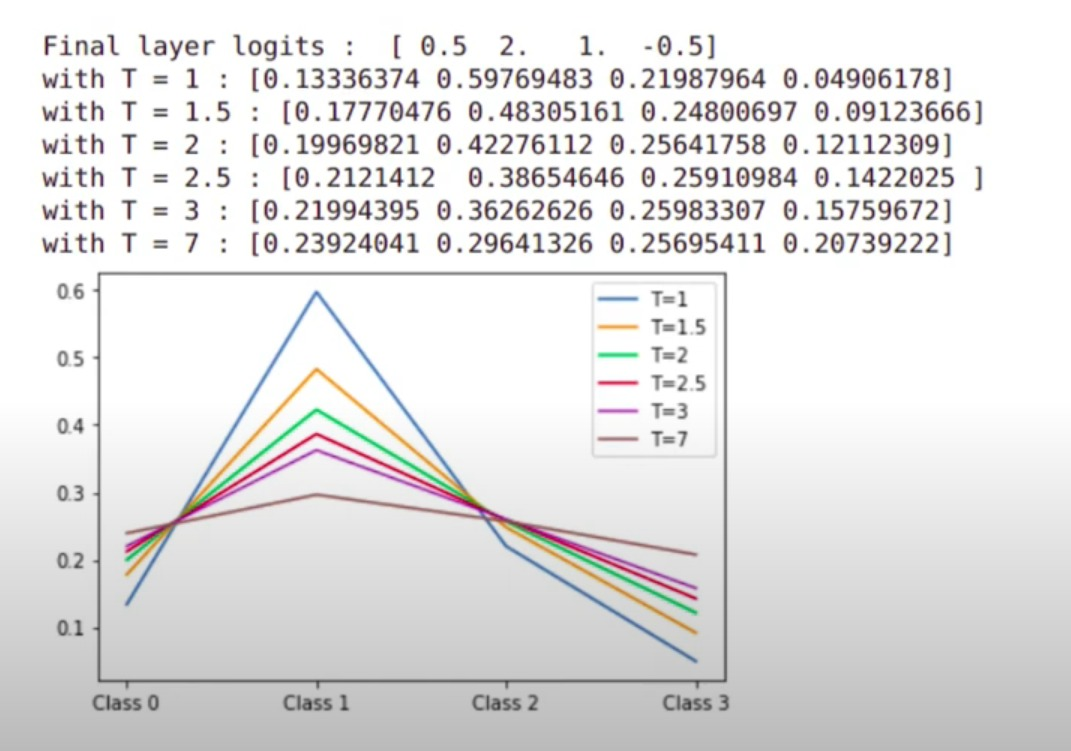 Final layer logits :  [ 0.5  2.   1.  -0.5]
with T = 1 : [0.13336374 0.59769483 0.21987964 0.04906178]
with T = 1.5 : [0.17770476 0.48305161 0.24800697 0.09123666]
with T = 2 : [0.19969821 0.42276112 0.25641758 0.12112309]
with T = 2.5 : [0.2121412  0.38654646 0.25910984 0.1422025 ]
with T = 3 : [0.21994395 0.36262626 0.25983307 0.15759672]
with T = 7 : [0.23924041 0.29641326 0.25695411 0.20739222]
0.6
0.5
0.4
0.3
0.2
0.1
T=1
T=1.5
T=2
T=2.5
T=3
T=7
Class 0 Class 1 Class 2 Class 3